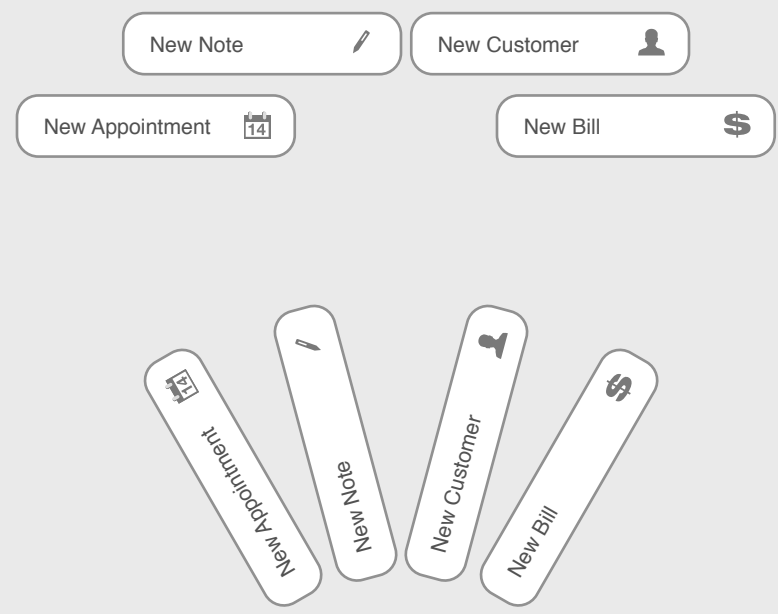 New Note
New Customer
New Appointment 14
New Bill $
14 New Appointment
New Note
New Customer
$ New Bill